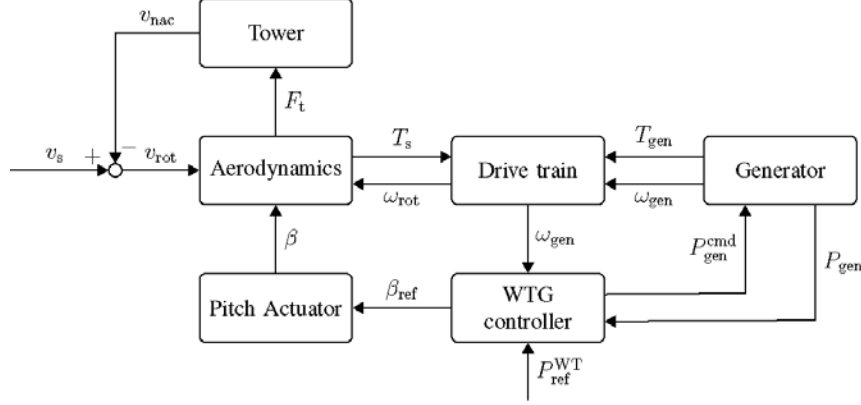 v_nac
Tower
F_t
v_s + − v_rot
Aerodynamics
T_s
ω_rot
Drive train
T_gen
ω_gen
Generator
β
ω_gen
P_gen^cmd
P_gen
Pitch Actuator
β_ref
WTG
controller
P_ref^WT